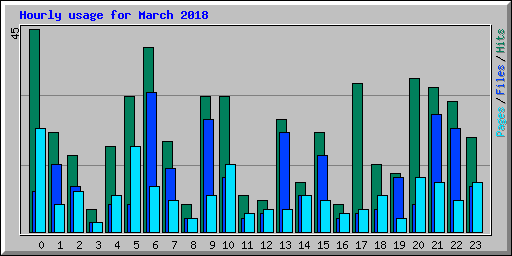 Hourly usage for March 2018
45
Pages / Files / Hits
0 1 2 3 4 5 6 7 8 9 10 11 12 13 14 15 16 17 18 19 20 21 22 23